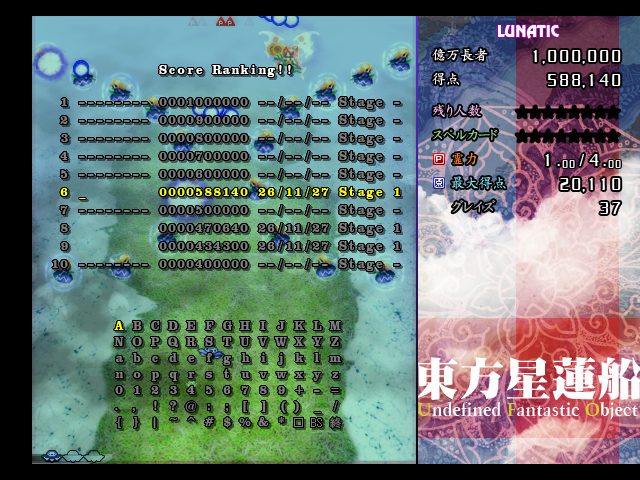 Score Ranking!!
1 -------- 0001000000 --/--/-- Stage -
2 -------- 0000900000 --/--/-- Stage -
3 -------- 0000800000 --/--/-- Stage -
4 -------- 0000700000 --/--/-- Stage -
5 -------- 0000600000 --/--/-- Stage -
6 _ 0000588140 26/11/27 Stage 1
7 -------- 0000500000 --/--/-- Stage -
8 0000470640 26/11/27 Stage 1
9 0000434300 26/11/27 Stage 1
10 -------- 0000400000 --/--/-- Stage -
A B C D E F G H I J K L M
N O P Q R S T U V W X Y Z
a b c d e f g h i j k l m
n o p q r s t u v w x y z
0 1 2 3 4 5 6 7 8 9 + - =
. , ! ? @ : ; [ ] ( ) _ /
{ } | ~ ^ # $ % & * □ BS 終
LUNATIC
億万長者 1,000,000
得点 588,140
残り人数 ★★★★★★★★
スペルカード ★★★★★★★★
P 霊力 1.00/4.00
点 最大得点 20,110
グレイズ 37
東方星蓮船
Undefined Fantastic Object